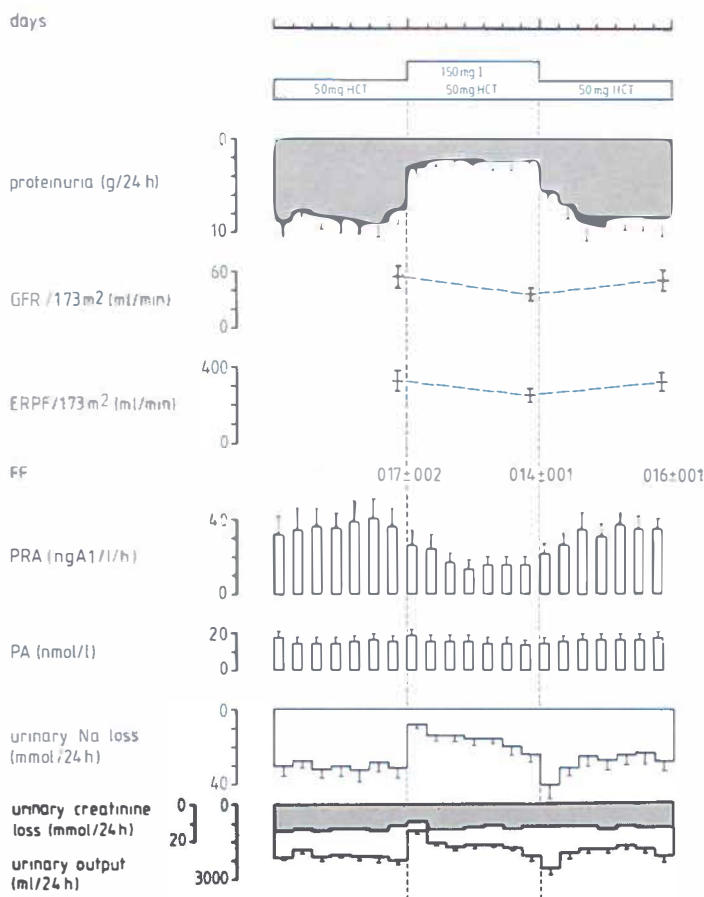 days
150mg I
50mg HCT 50mg HCT 50mg HCT
0
proteinuria (g/24 h)
10
60
GFR /173m2 (ml/min)
0
400
ERPF/173m2 (ml/min)
0
FF 017±002 014±001 016±001
40
PRA (ngA1/l/h)
0
20
PA (nmol/l)
0
0
urinary Na loss
(mmol/24h)
40
urinary creatinine 0 0
loss (mmol/24h)
20
urinary output
(ml/24 h) 3000